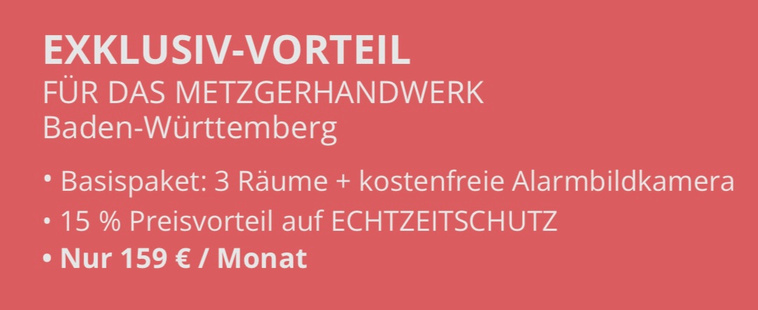 EXKLUSIV-VORTEIL
FÜR DAS METZGERHANDWERK
Baden-Württemberg
• Basispaket: 3 Räume + kostenfreie Alarmbildkamera
• 15 % Preisvorteil auf ECHTZEITSCHUTZ
• Nur 159 € / Monat